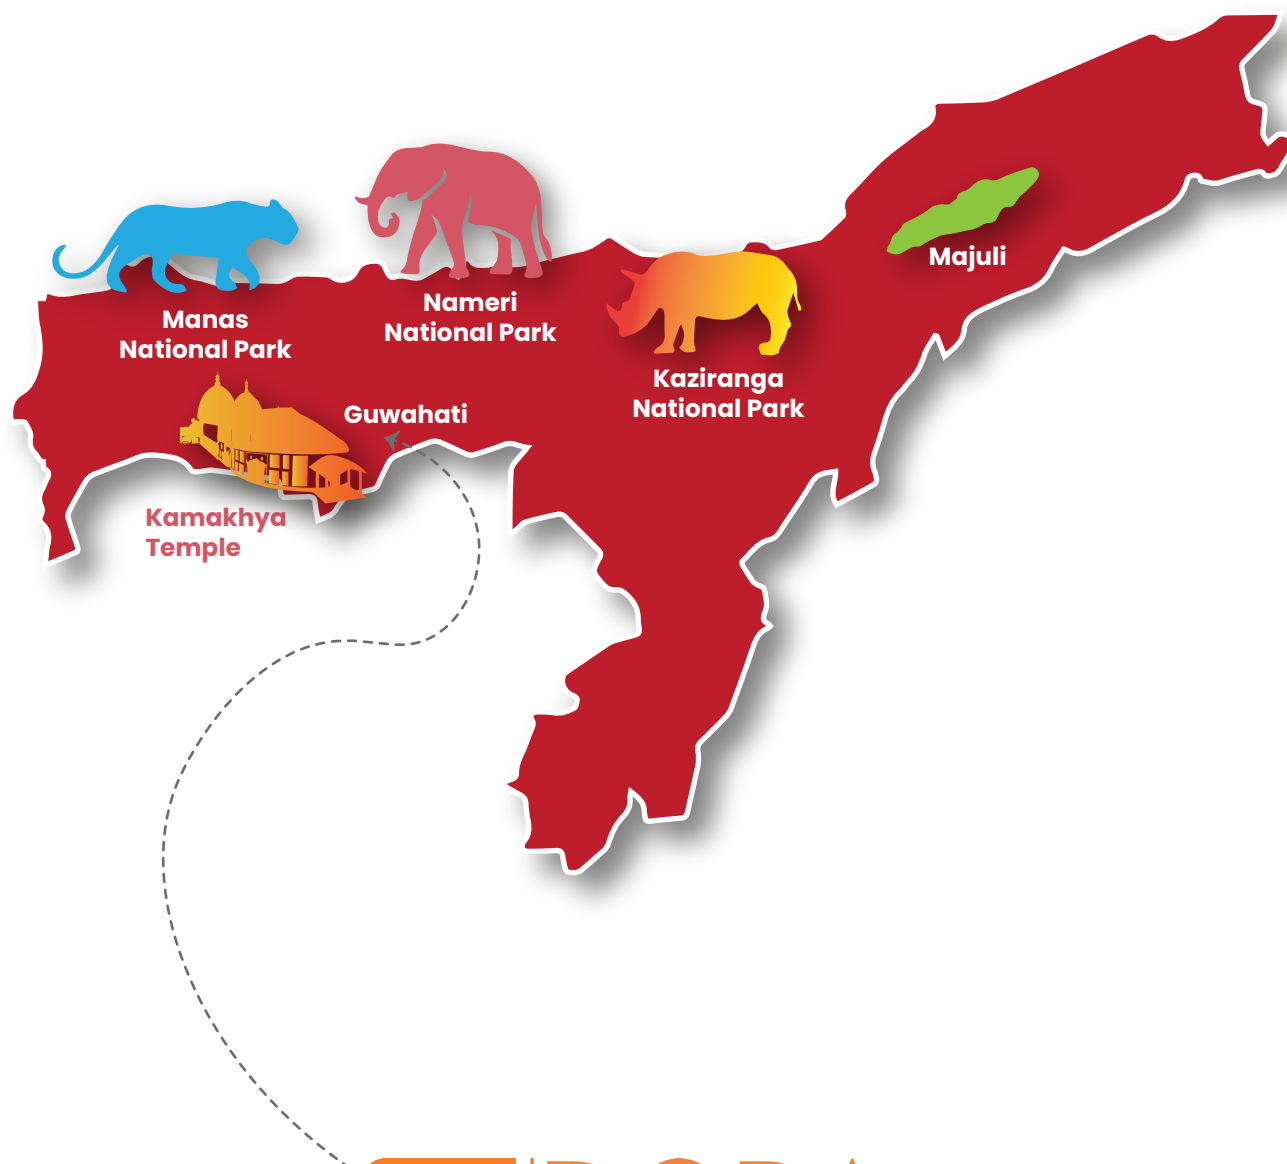 Majuli
Nameri
National Park
Manas
National Park
Kaziranga
National Park
Guwahati
Kamakhya
Temple